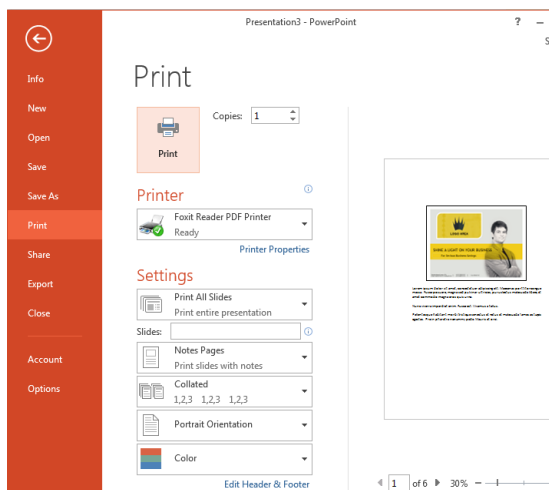 Presentation3 - PowerPoint
?
S
Info
New
Open
Save
Save As
Print
Share
Export
Close
Account
Options
Print
Copies: 1
Print
Printer
Foxit Reader PDF Printer
Ready
Printer Properties
Settings
Print All Slides
Print entire presentation
Slides:
Notes Pages
Print slides with notes
Collated
1,2,3 1,2,3 1,2,3
Portrait Orientation
Color
Edit Header & Footer
LOGO HERE
SHINE A LIGHT ON YOUR BUSINESS
1 of 6 30%